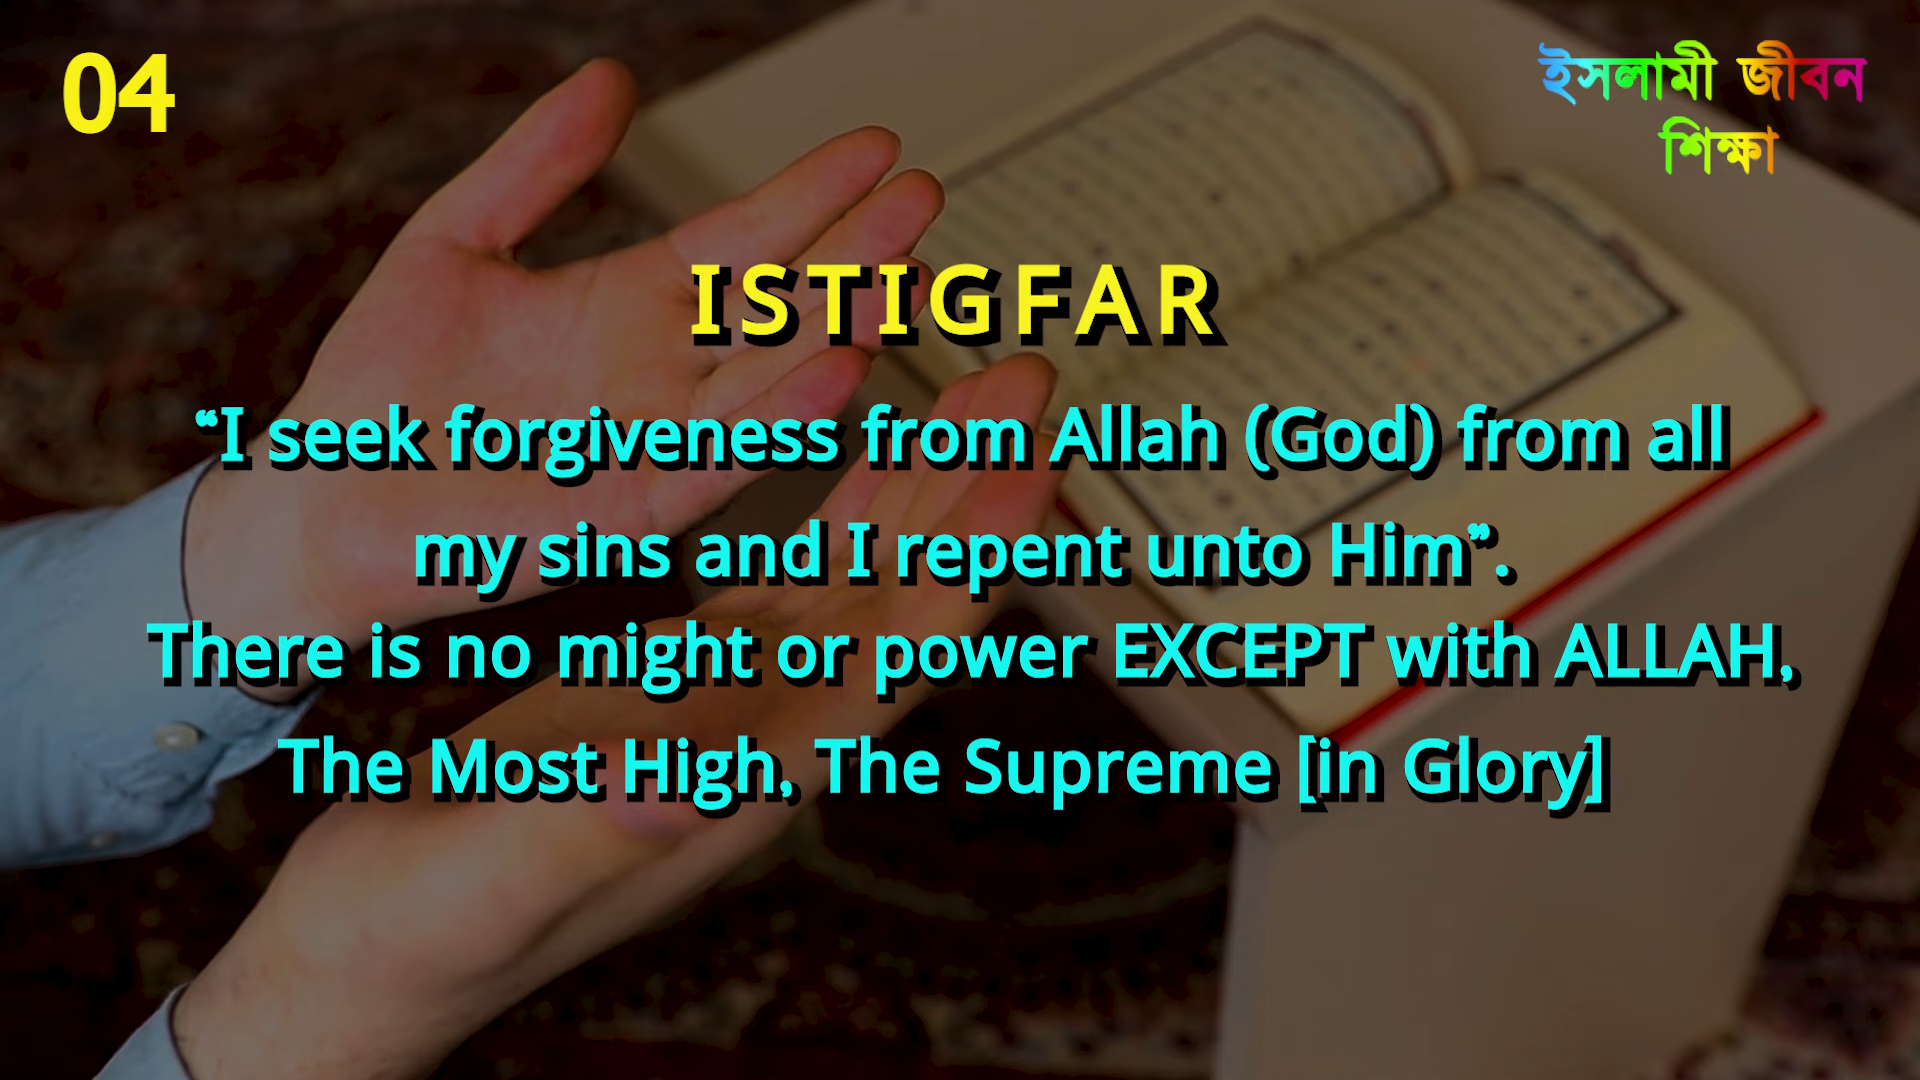 04
ইসলামী জীবন
শিক্ষা
ISTIGFAR
“I seek forgiveness from Allah (God) from all
my sins and I repent unto Him”.
There is no might or power EXCEPT with ALLAH,
The Most High, The Supreme [in Glory]